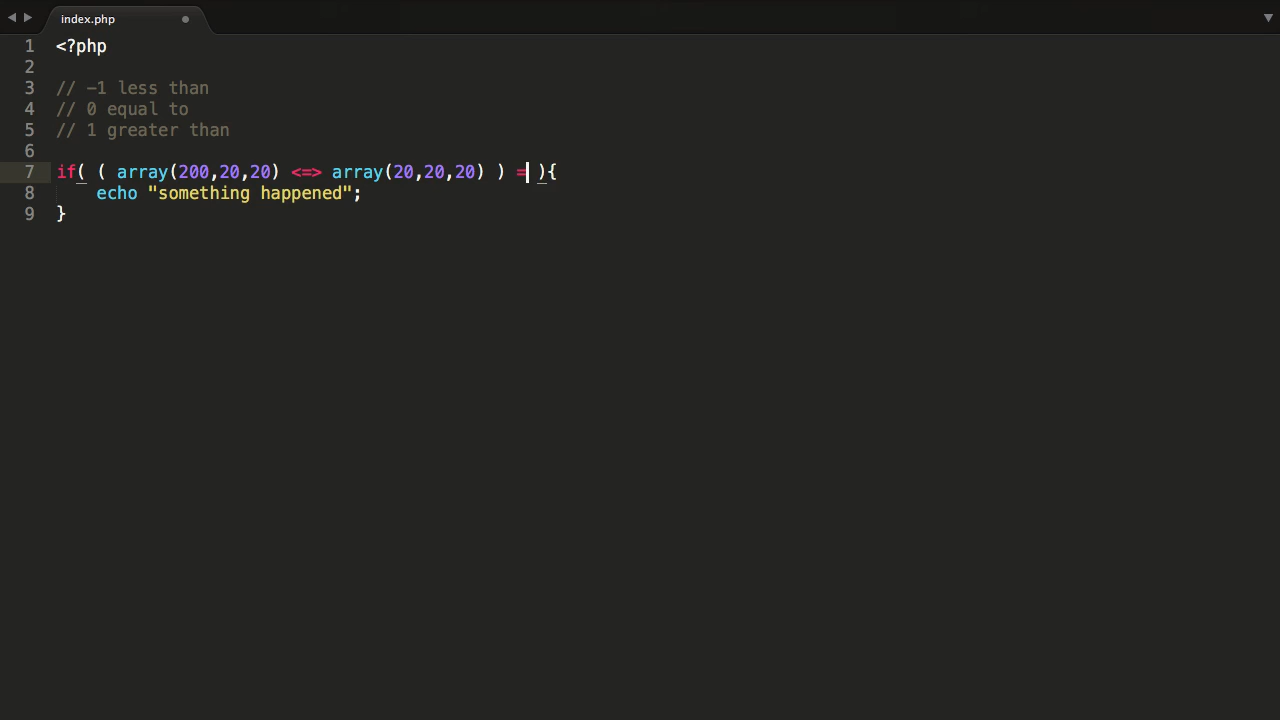 index.php
1 <?php
2
3 // -1 less than
4 // 0 equal to
5 // 1 greater than
6
7 if( ( array(200,20,20) <=> array(20,20,20) ) = ){
8     echo "something happened";
9 }